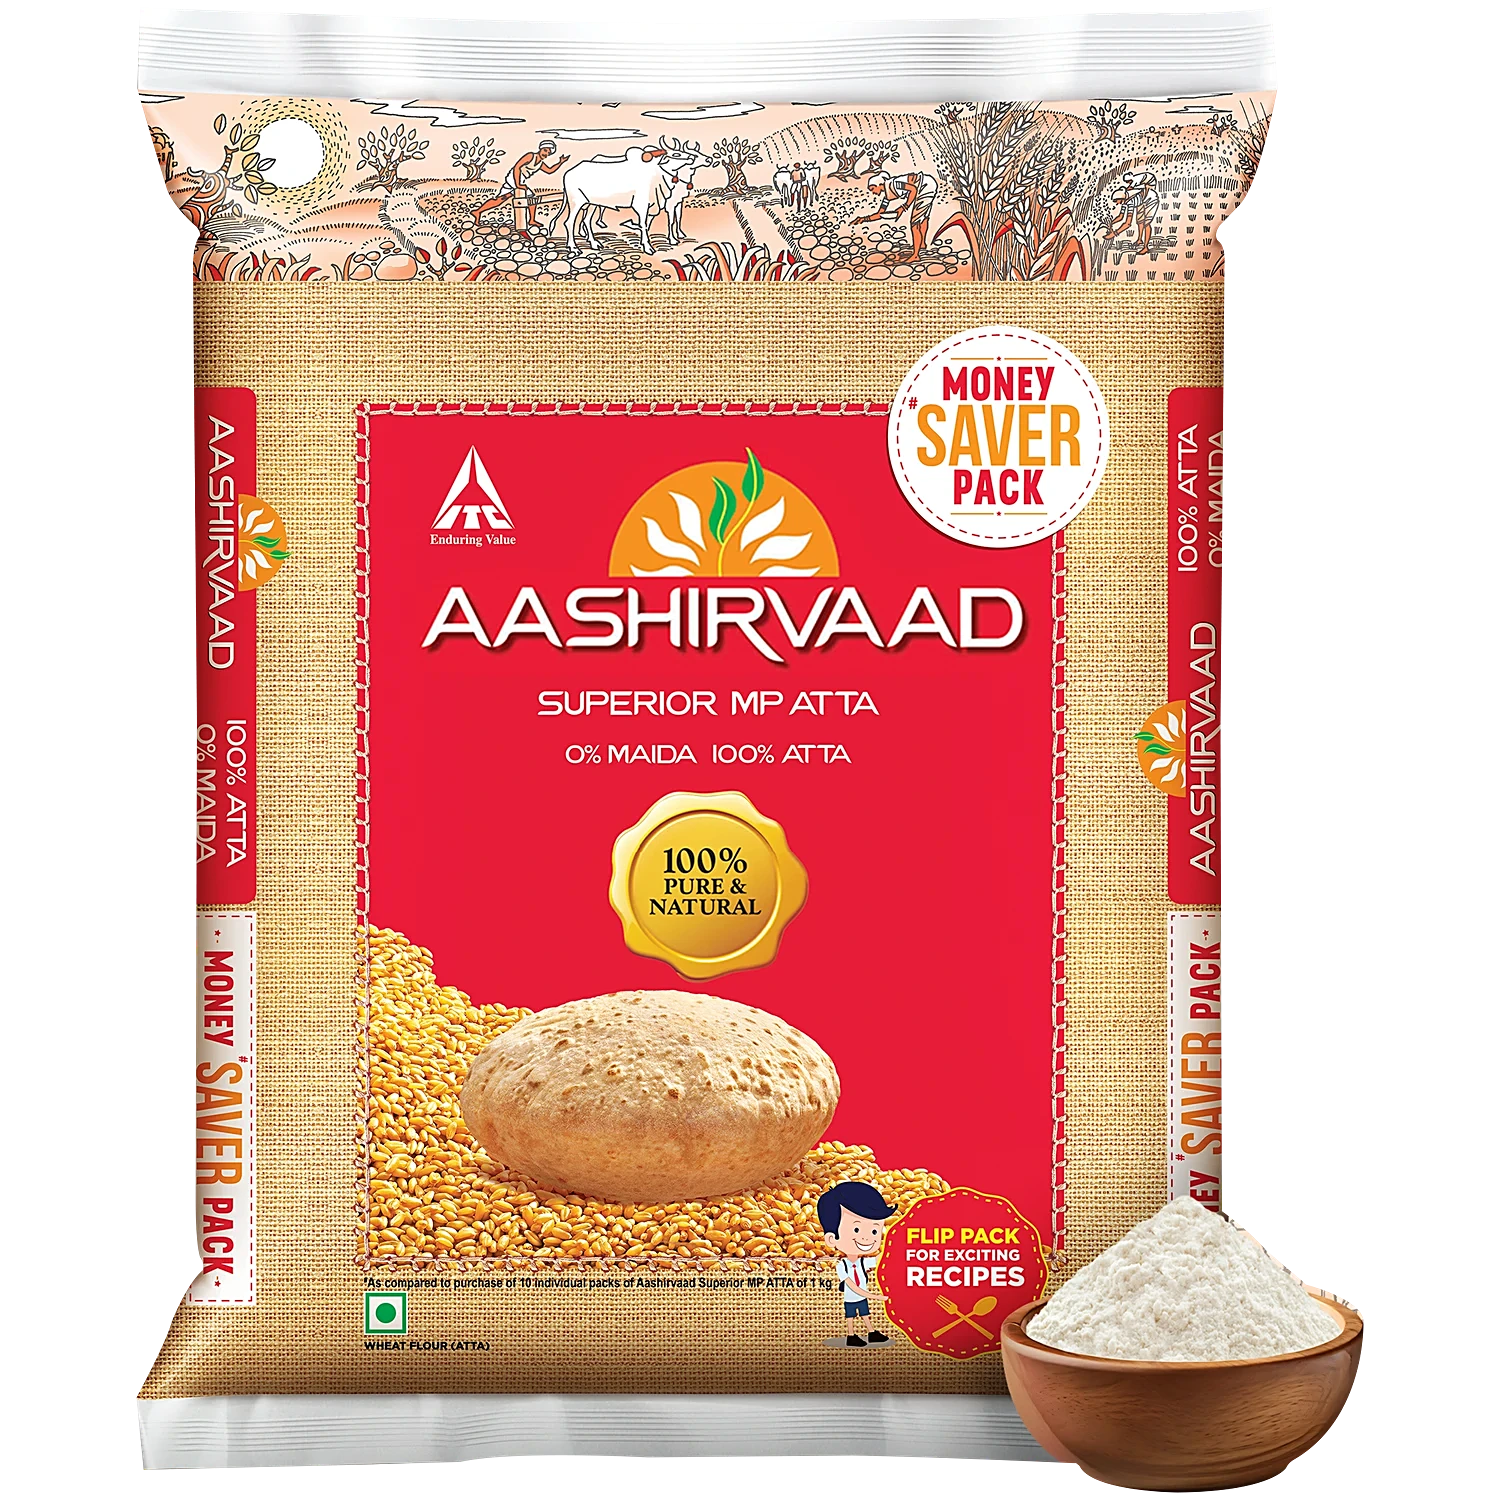 MONEY
#SAVER
PACK
ITC
Enduring Value
AASHIRVAAD
SUPERIOR MP ATTA
0% MAIDA 100% ATTA
100%
PURE &
NATURAL
FLIP PACK
FOR EXCITING
RECIPES
#As compared to purchase of 10 individual packs of Aashirvaad Superior MP ATTA of 1 kg
WHEAT FLOUR (ATTA)
AASHIRVAAD
100% ATTA
0% MAIDA
MONEY #SAVER PACK
100% ATTA
0% MAIDA
AASHIRVAAD
#SAVER PACK